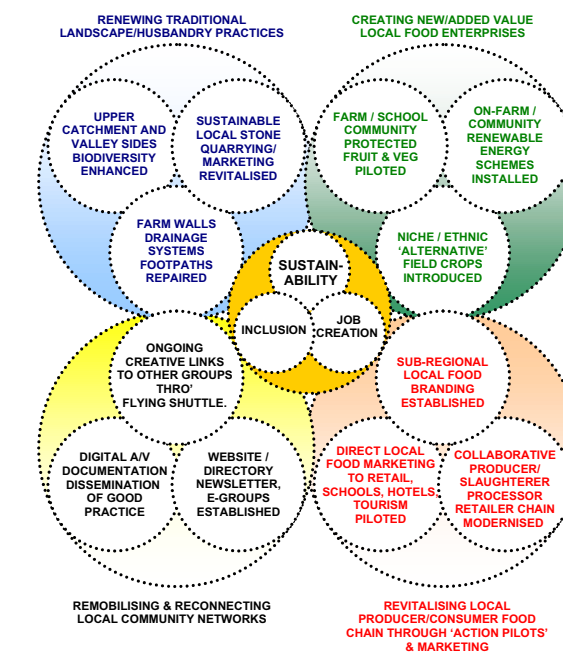 RENEWING TRADITIONAL
LANDSCAPE/HUSBANDRY PRACTICES
UPPER
CATCHMENT AND
VALLEY SIDES
BIODIVERSITY
ENHANCED
SUSTAINABLE
LOCAL STONE
QUARRYING/
MARKETING
REVITALISED
FARM WALLS
DRAINAGE
SYSTEMS
FOOTPATHS
REPAIRED
CREATING NEW/ADDED VALUE
LOCAL FOOD ENTERPRISES
FARM / SCHOOL
COMMUNITY
PROTECTED
FRUIT & VEG
PILOTED
ON-FARM /
COMMUNITY
RENEWABLE
ENERGY
SCHEMES
INSTALLED
NICHE / ETHNIC
‘ALTERNATIVE’
FIELD CROPS
INTRODUCED
SUSTAIN-
ABILITY
INCLUSION
JOB
CREATION
ONGOING
CREATIVE LINKS
TO OTHER GROUPS
THRO’
FLYING SHUTTLE.
DIGITAL A/V
DOCUMENTATION
DISSEMINATION
OF GOOD
PRACTICE
WEBSITE /
DIRECTORY
NEWSLETTER,
E-GROUPS
ESTABLISHED
REMOBILISING & RECONNECTING
LOCAL COMMUNITY NETWORKS
SUB-REGIONAL
LOCAL FOOD
BRANDING
ESTABLISHED
DIRECT LOCAL
FOOD MARKETING
TO RETAIL,
SCHOOLS, HOTELS,
TOURISM
PILOTED
COLLABORATIVE
PRODUCER/
SLAUGHTERER
PROCESSOR
RETAILER CHAIN
MODERNISED
REVITALISING LOCAL
PRODUCER/CONSUMER FOOD
CHAIN THROUGH ‘ACTION PILOTS’
& MARKETING